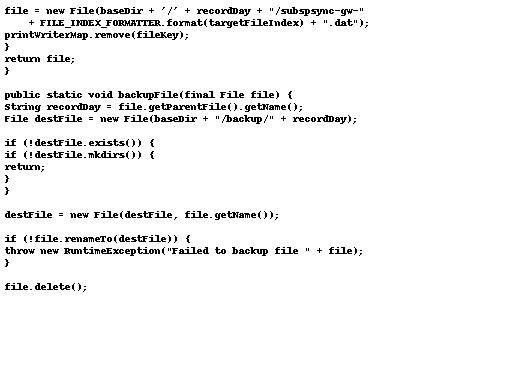 file = new File(baseDir + '/' + recordDay + "/subspsync-gw-"
+ FILE_INDEX_FORMATTER.format(targetFileIndex) + ".dat");
printWriterMap.remove(fileKey);
}
return file;
}
public static void backupFile(final File file) {
String recordDay = file.getParentFile().getName();
File destFile = new File(baseDir + "/backup/" + recordDay);
if (!destFile.exists()) {
if (!destFile.mkdirs()) {
return;
}
}
destFile = new File(destFile, file.getName());
if (!file.renameTo(destFile)) {
throw new RuntimeException("Failed to backup file " + file);
}
file.delete();